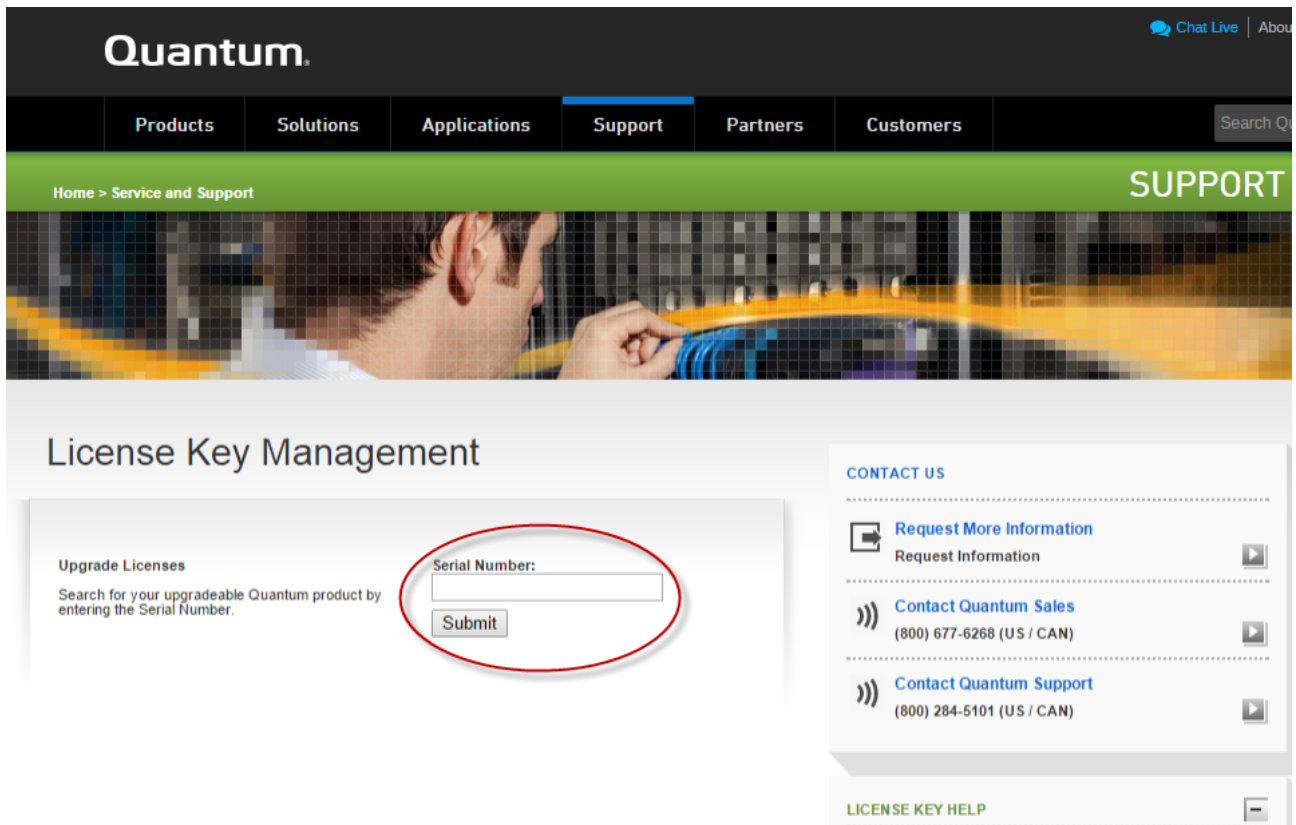 Chat Live
Quantum.
Products Solutions Applications Support Partners Customers
Search
Home > Service and Support
SUPPORT
License Key Management
Upgrade Licenses
Search for your upgradeable Quantum product by
entering the Serial Number.
Serial Number:
Submit
CONTACT US
Request More Information
Request Information
Contact Quantum Sales
(800) 677-6268 (US / CAN)
Contact Quantum Support
(800) 284-5101 (US / CAN)
LICENSE KEY HELP